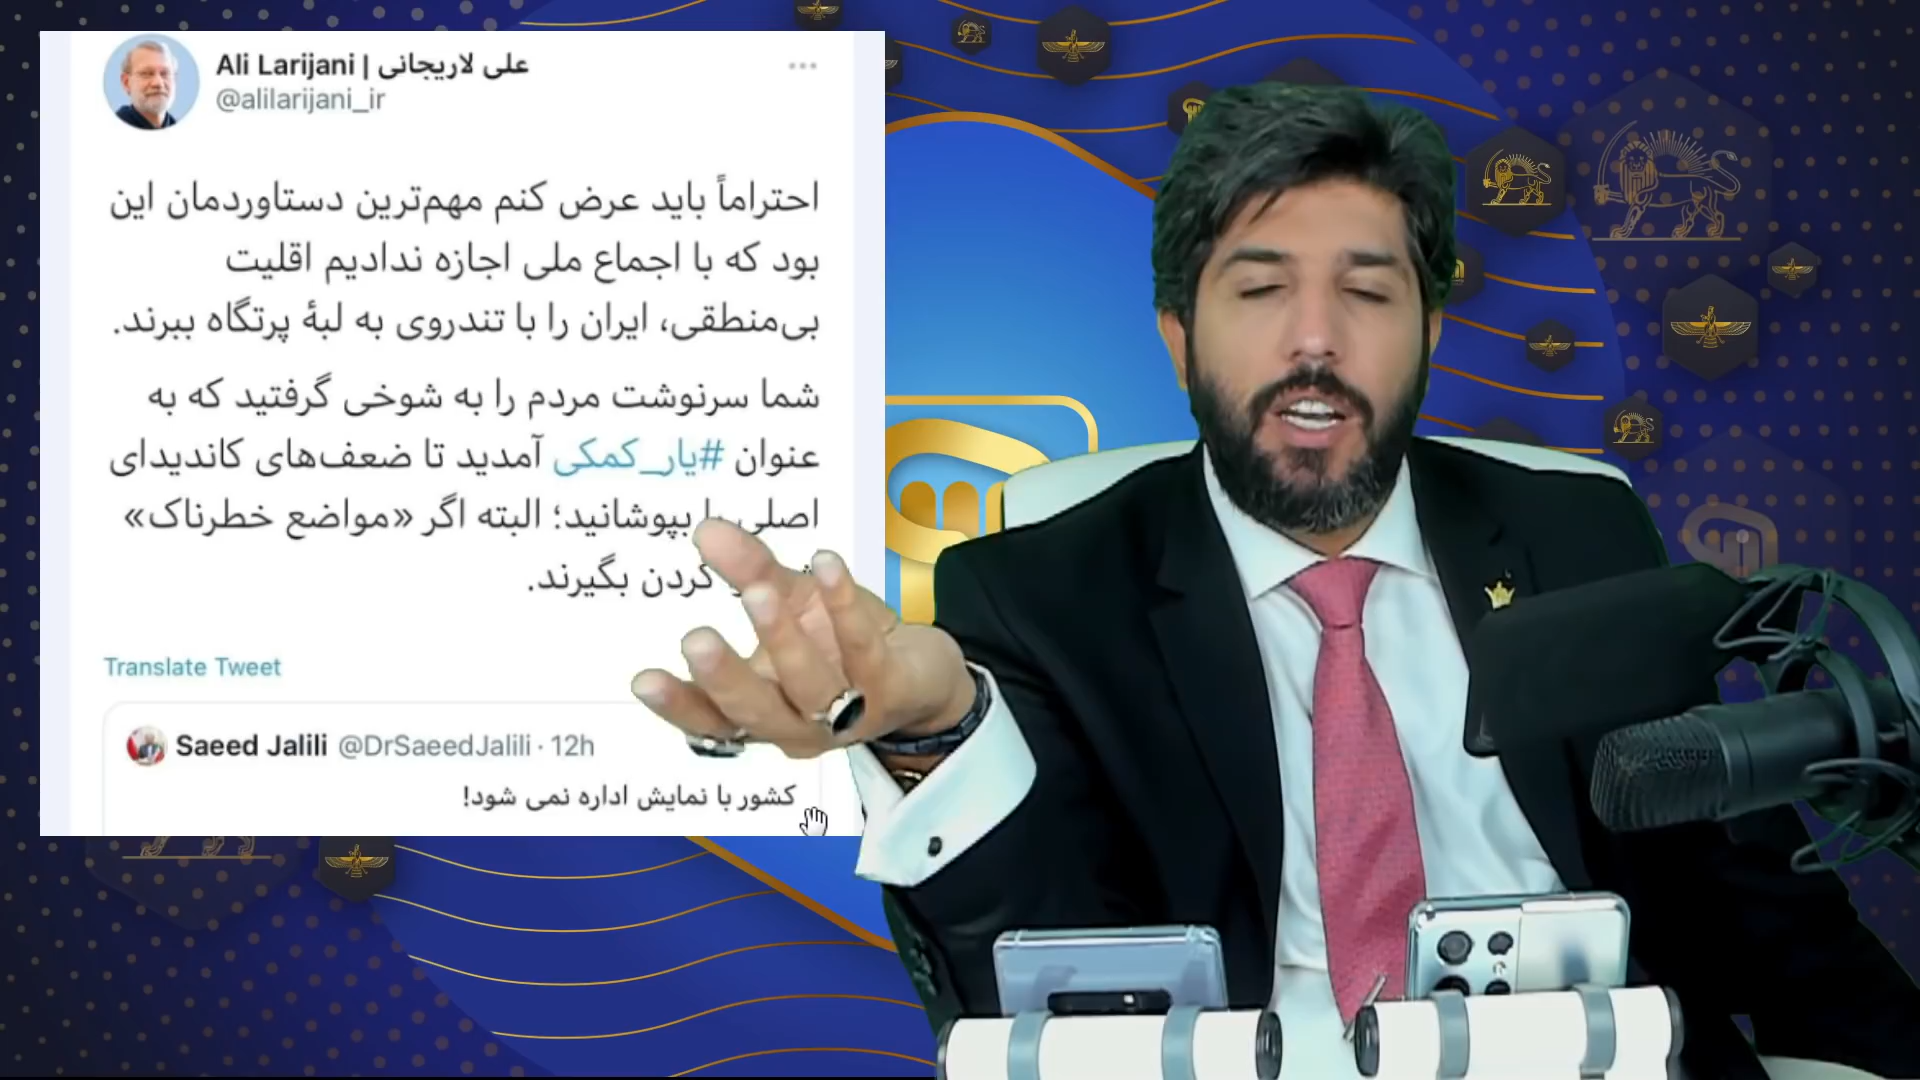 Ali Larijani | علی لاریجانی
@alilarijani_ir
احتراماً باید عرض کنم مهم‌ترین دستاوردمان این
بود که با اجماع ملی اجازه ندادیم اقلیت
بی‌منطقی، ایران را با تندروی به لبهٔ پرتگاه ببرند.
شما سرنوشت مردم را به شوخی گرفتید که به
عنوان #یار_کمکی آمدید تا ضعف‌های کاندیدای
اصلی بپوشانید؛ البته اگر «مواضع خطرناک»
گردن بگیرند.
Translate Tweet
Saeed Jalili @DrSaeedJalili · 12h
کشور با نمایش اداره نمی شود!